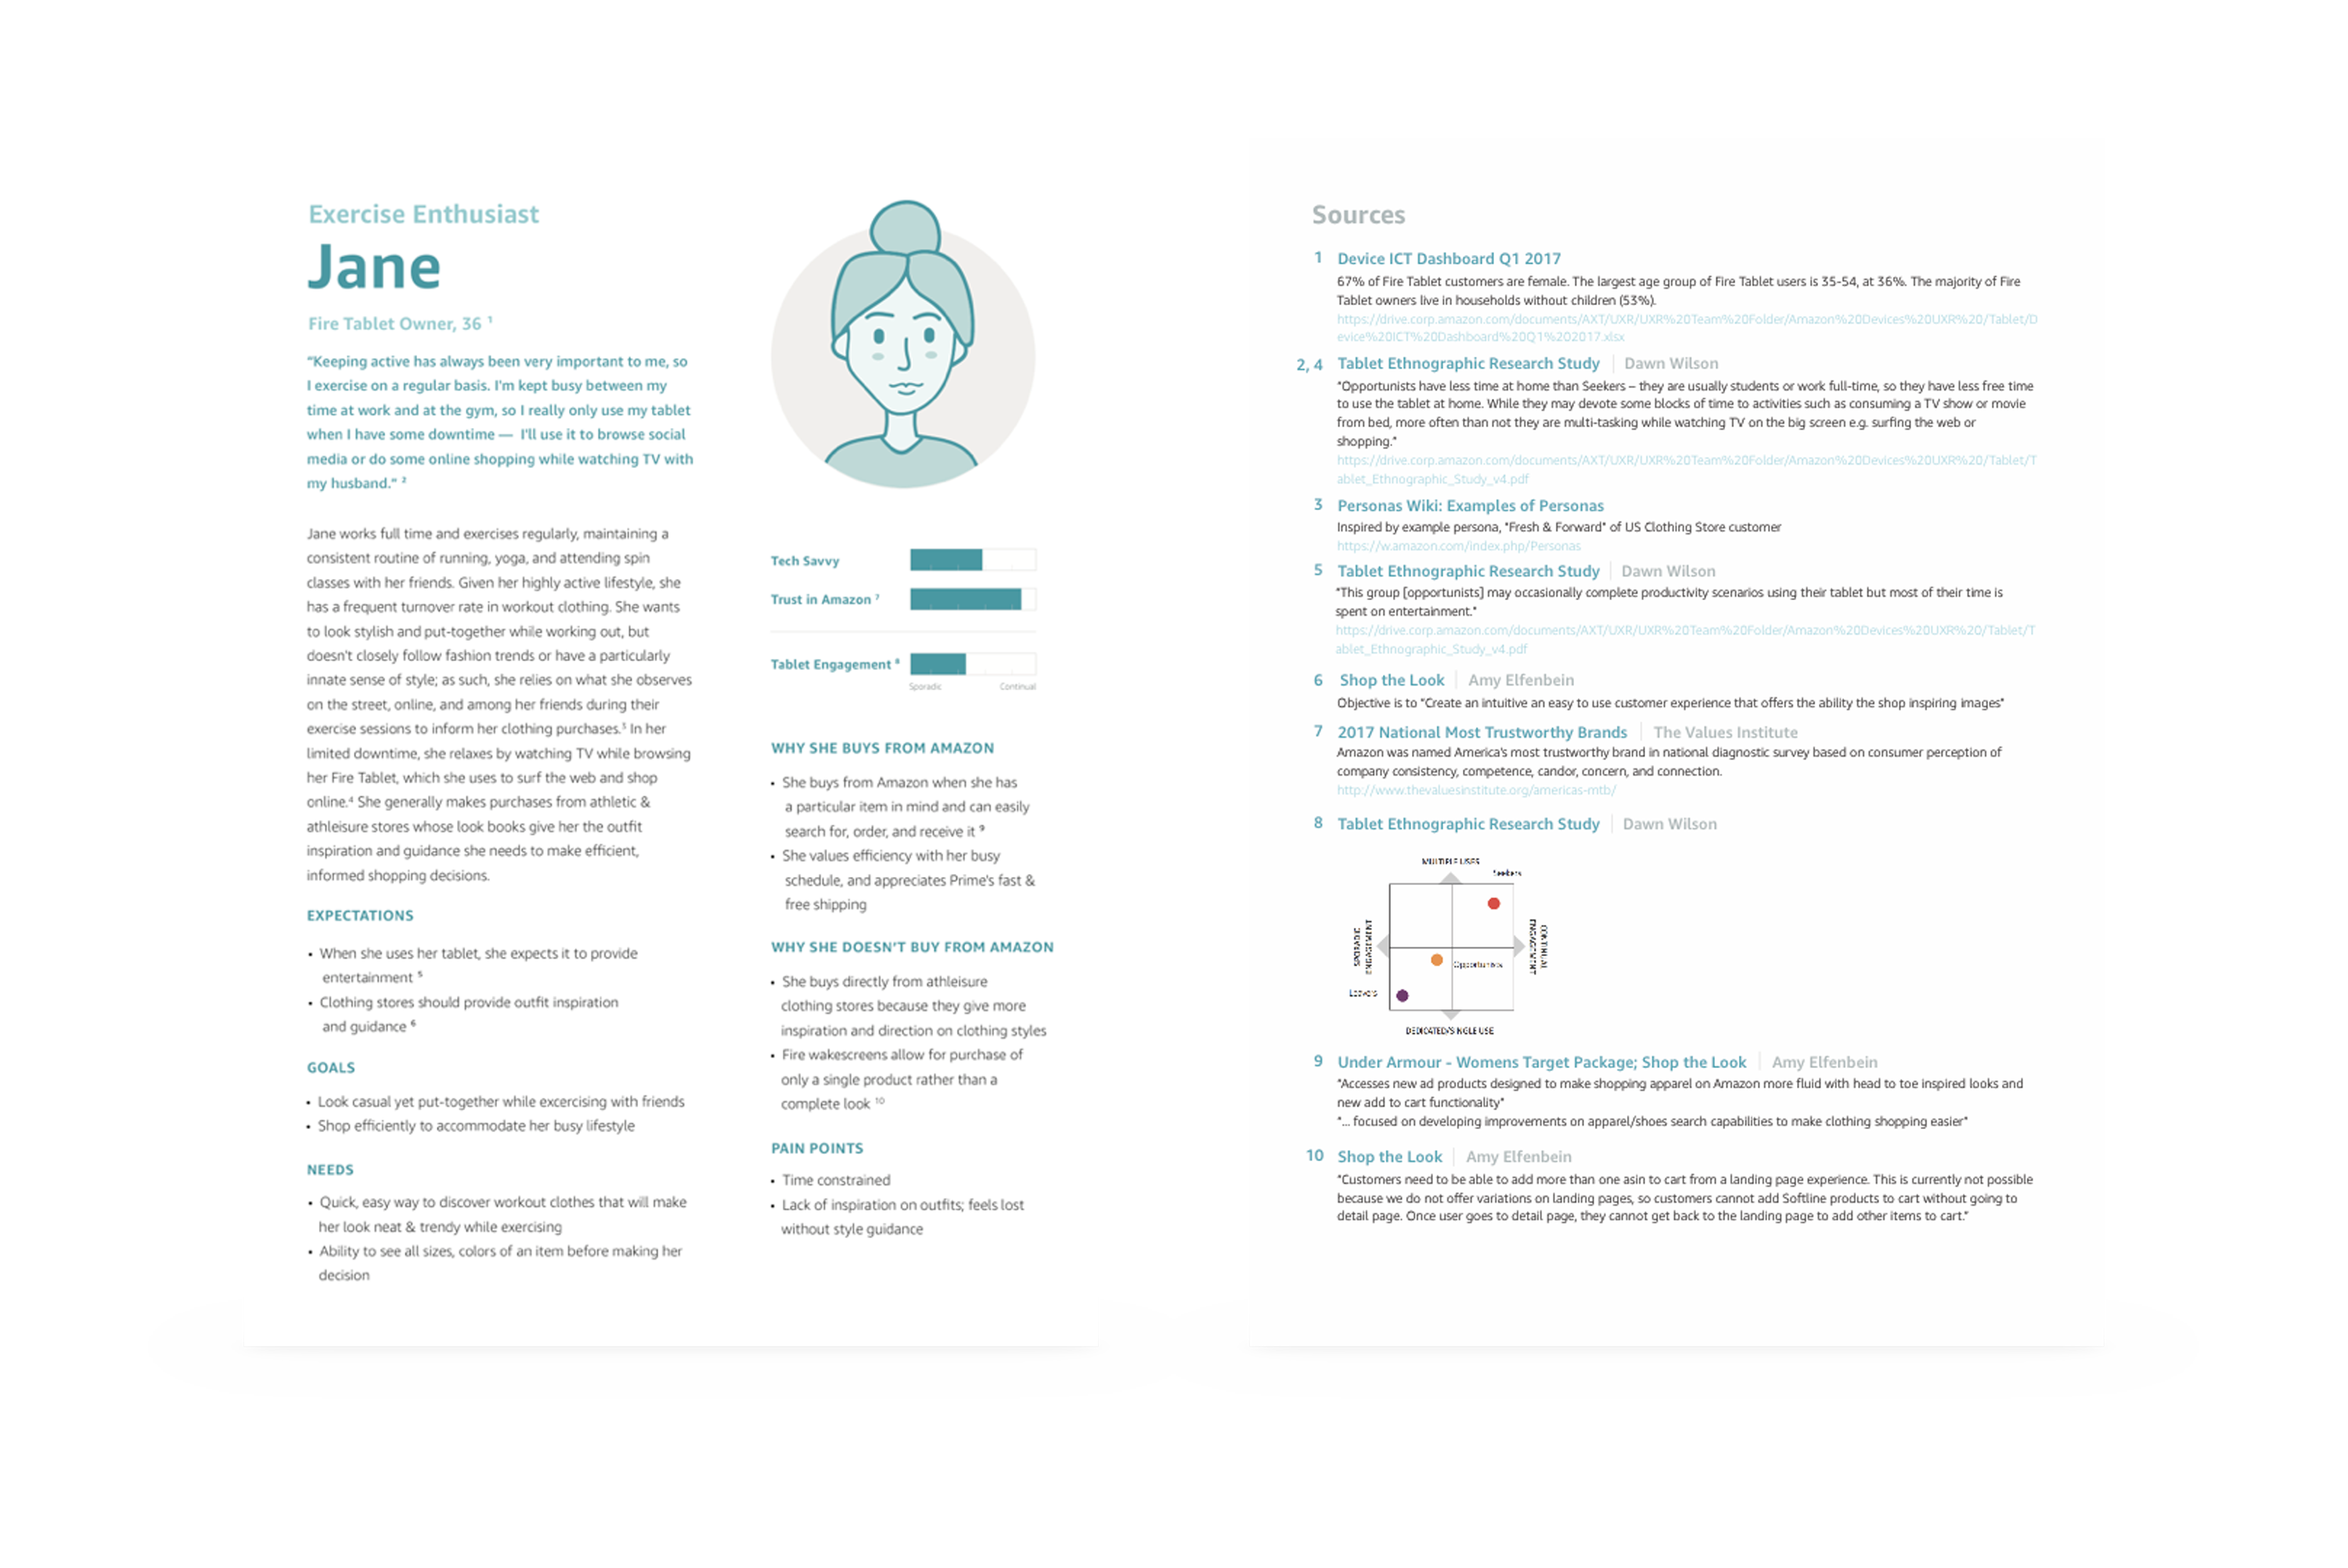 Exercise Enthusiast
Jane
Fire Tablet Owner, 36 ¹
“Keeping active has always been very important to me, so
I exercise on a regular basis. I'm kept busy between my
time at work and at the gym, so I really only use my tablet
when I have some downtime — I'll use it to browse social
media or do some online shopping while watching TV with
my husband.” ²
Jane works full time and exercises regularly, maintaining a
consistent routine of running, yoga, and attending spin
classes with her friends. Given her highly active lifestyle, she
has a frequent turnover rate in workout clothing. She wants
to look stylish and put-together while working out, but
doesn't closely follow fashion trends or have a particularly
innate sense of style; as such, she relies on what she observes
on the street, online, and among her friends during their
exercise sessions to inform her clothing purchases.³ In her
limited downtime, she relaxes by watching TV while browsing
her Fire Tablet, which she uses to surf the web and shop
online.⁴ She generally makes purchases from athletic &
athleisure stores whose look books give her the outfit
inspiration and guidance she needs to make efficient,
informed shopping decisions.
EXPECTATIONS
• When she uses her tablet, she expects it to provide
entertainment ⁵
• Clothing stores should provide outfit inspiration
and guidance ⁶
GOALS
• Look casual yet put-together while excercising with friends
• Shop efficiently to accommodate her busy lifestyle
NEEDS
• Quick, easy way to discover workout clothes that will make
her look neat & trendy while exercising
• Ability to see all sizes, colors of an item before making her
decision
Tech Savvy
Trust in Amazon ⁷
Tablet Engagement ⁸
Sporadic Continual
WHY SHE BUYS FROM AMAZON
• She buys from Amazon when she has
a particular item in mind and can easily
search for, order, and receive it ⁹
• She values efficiency with her busy
schedule, and appreciates Prime's fast &
free shipping
WHY SHE DOESN'T BUY FROM AMAZON
• She buys directly from athleisure
clothing stores because they give more
inspiration and direction on clothing styles
• Fire wakescreens allow for purchase of
only a single product rather than a
complete look ¹⁰
PAIN POINTS
• Time constrained
• Lack of inspiration on outfits; feels lost
without style guidance
Sources
1 Device ICT Dashboard Q1 2017
67% of Fire Tablet customers are female. The largest age group of Fire Tablet users is 35-54, at 36%. The majority of Fire
Tablet owners live in households without children (53%).
https://drive.corp.amazon.com/documents/AXT/UXR/UXR%20Team%20Folder/Amazon%20Devices%20UXR%20/Tablet/D
evice%20ICT%20Dashboard%20Q1%202017.xlsx
2, 4 Tablet Ethnographic Research Study | Dawn Wilson
"Opportunists have less time at home than Seekers – they are usually students or work full-time, so they have less free time
to use the tablet at home. While they may devote some blocks of time to activities such as consuming a TV show or movie
from bed, more often than not they are multi-tasking while watching TV on the big screen e.g. surfing the web or
shopping."
https://drive.corp.amazon.com/documents/AXT/UXR/UXR%20Team%20Folder/Amazon%20Devices%20UXR%20/Tablet/T
ablet_Ethnographic_Study_v4.pdf
3 Personas Wiki: Examples of Personas
Inspired by example persona, "Fresh & Forward" of US Clothing Store customer
https://w.amazon.com/index.php/Personas
5 Tablet Ethnographic Research Study | Dawn Wilson
"This group [opportunists] may occasionally complete productivity scenarios using their tablet but most of their time is
spent on entertainment."
https://drive.corp.amazon.com/documents/AXT/UXR/UXR%20Team%20Folder/Amazon%20Devices%20UXR%20/Tablet/T
ablet_Ethnographic_Study_v4.pdf
6 Shop the Look | Amy Elfenbein
Objective is to "Create an intuitive an easy to use customer experience that offers the ability the shop inspiring images"
7 2017 National Most Trustworthy Brands | The Values Institute
Amazon was named America's most trustworthy brand in national diagnostic survey based on consumer perception of
company consistency, competence, candor, concern, and connection.
http://www.thevaluesinstitute.org/americas-mtb/
8 Tablet Ethnographic Research Study | Dawn Wilson
MULTIPLE USES
Seekers
SPORADIC
ENGAGEMENT
CONTINUAL
ENGAGEMENT
Opportunists
DEDICATED/SINGLE USE
9 Under Armour - Womens Target Package; Shop the Look | Amy Elfenbein
"Accesses new ad products designed to make shopping apparel on Amazon more fluid with head to toe inspired looks and
new add to cart functionality"
"... focused on developing improvements on apparel/shoes search capabilities to make clothing shopping easier"
10 Shop the Look | Amy Elfenbein
"Customers need to be able to add more than one asin to cart from a landing page experience. This is currently not possible
because we do not offer variations on landing pages, so customers cannot add Softline products to cart without going to
detail page. Once user goes to detail page, they cannot get back to the landing page to add other items to cart."